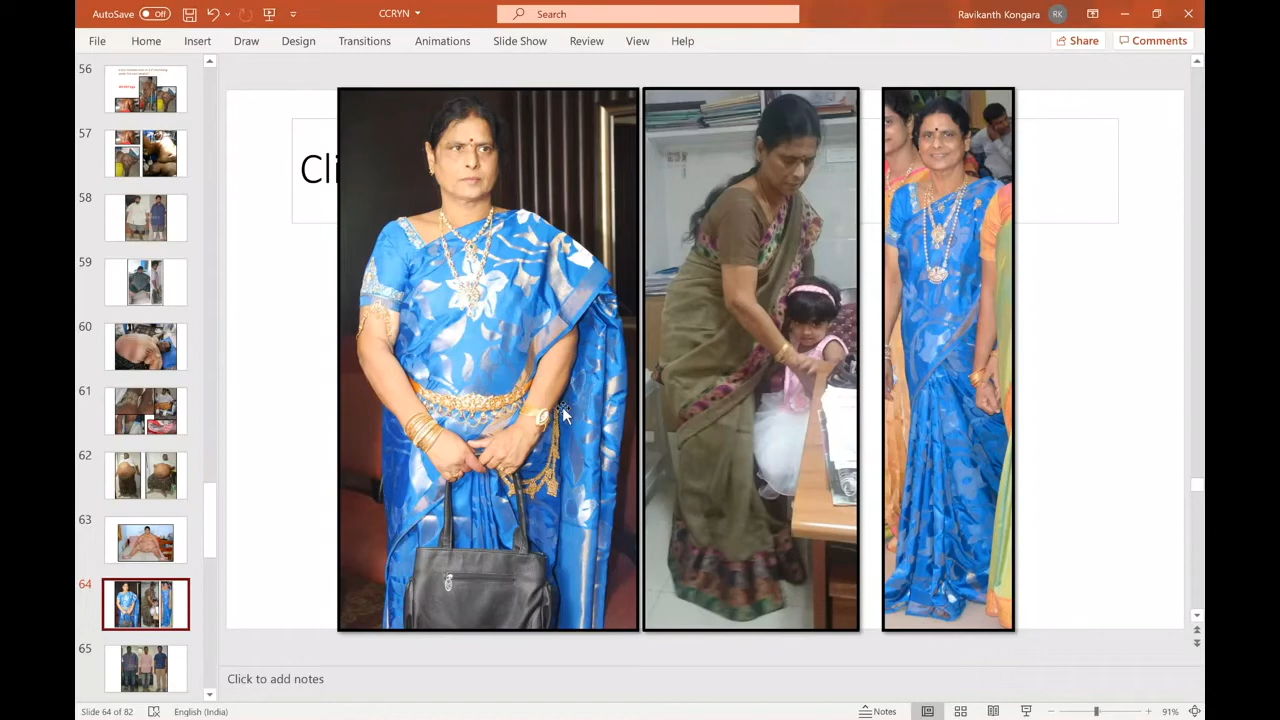 AutoSave Off
CCRYN
Search
Ravikanth Kongara RK
File Home Insert Draw Design Transitions Animations Slide Show Review View Help
Share Comments
56
57
58
59
60
61
62
63
64
65
Cli
Click to add notes
Slide 64 of 82 English (India) Notes 91%